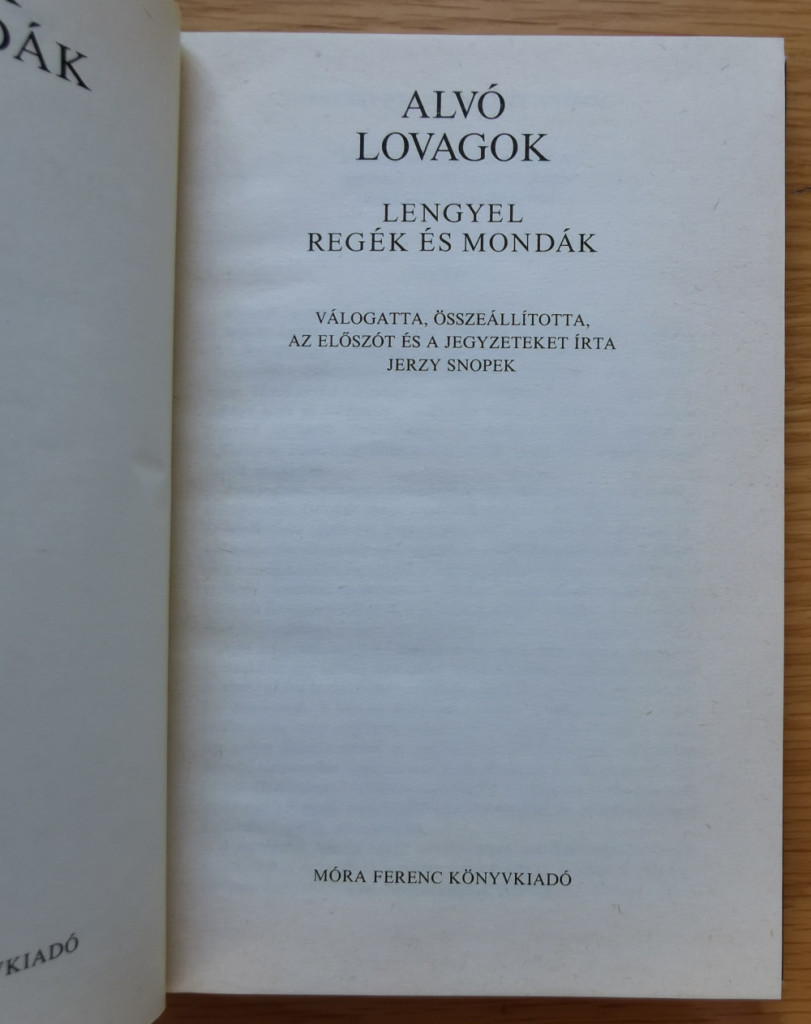 DÁK
ALVÓ
LOVAGOK
LENGYEL
REGÉK ÉS MONDÁK
VÁLOGATTA, ÖSSZEÁLLÍTOTTA,
AZ ELŐSZÓT ÉS A JEGYZETEKET ÍRTA
JERZY SNOPEK
MÓRA FERENC KÖNYVKIADÓ
VKIADÓ